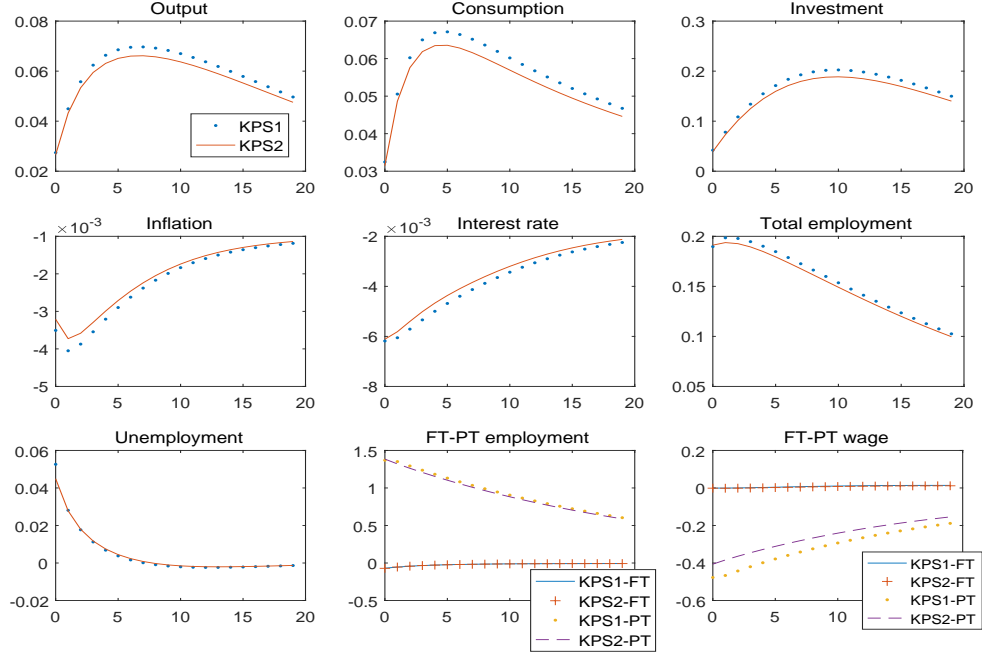 Output
0.08
0.06
0.04
0.02
0 5 10 15 20
KPS1
KPS2
Consumption
0.07
0.06
0.05
0.04
0.03
0 5 10 15 20
Investment
0.3
0.2
0.1
0
0 5 10 15 20
Inflation
× 10-3
-1
-2
-3
-4
-5
0 5 10 15 20
Interest rate
× 10-3
-2
-4
-6
-8
0 5 10 15 20
Total employment
0.2
0.15
0.1
0.05
0 5 10 15 20
Unemployment
0.06
0.04
0.02
0
-0.02
0 5 10 15 20
FT-PT employment
1.5
1
0.5
0
-0.5
0 5 10
KPS1-FT
KPS2-FT
KPS1-PT
KPS2-PT
FT-PT wage
0.2
0
-0.2
-0.4
-0.6
0 5 10
KPS1-FT
KPS2-FT
KPS1-PT
KPS2-PT